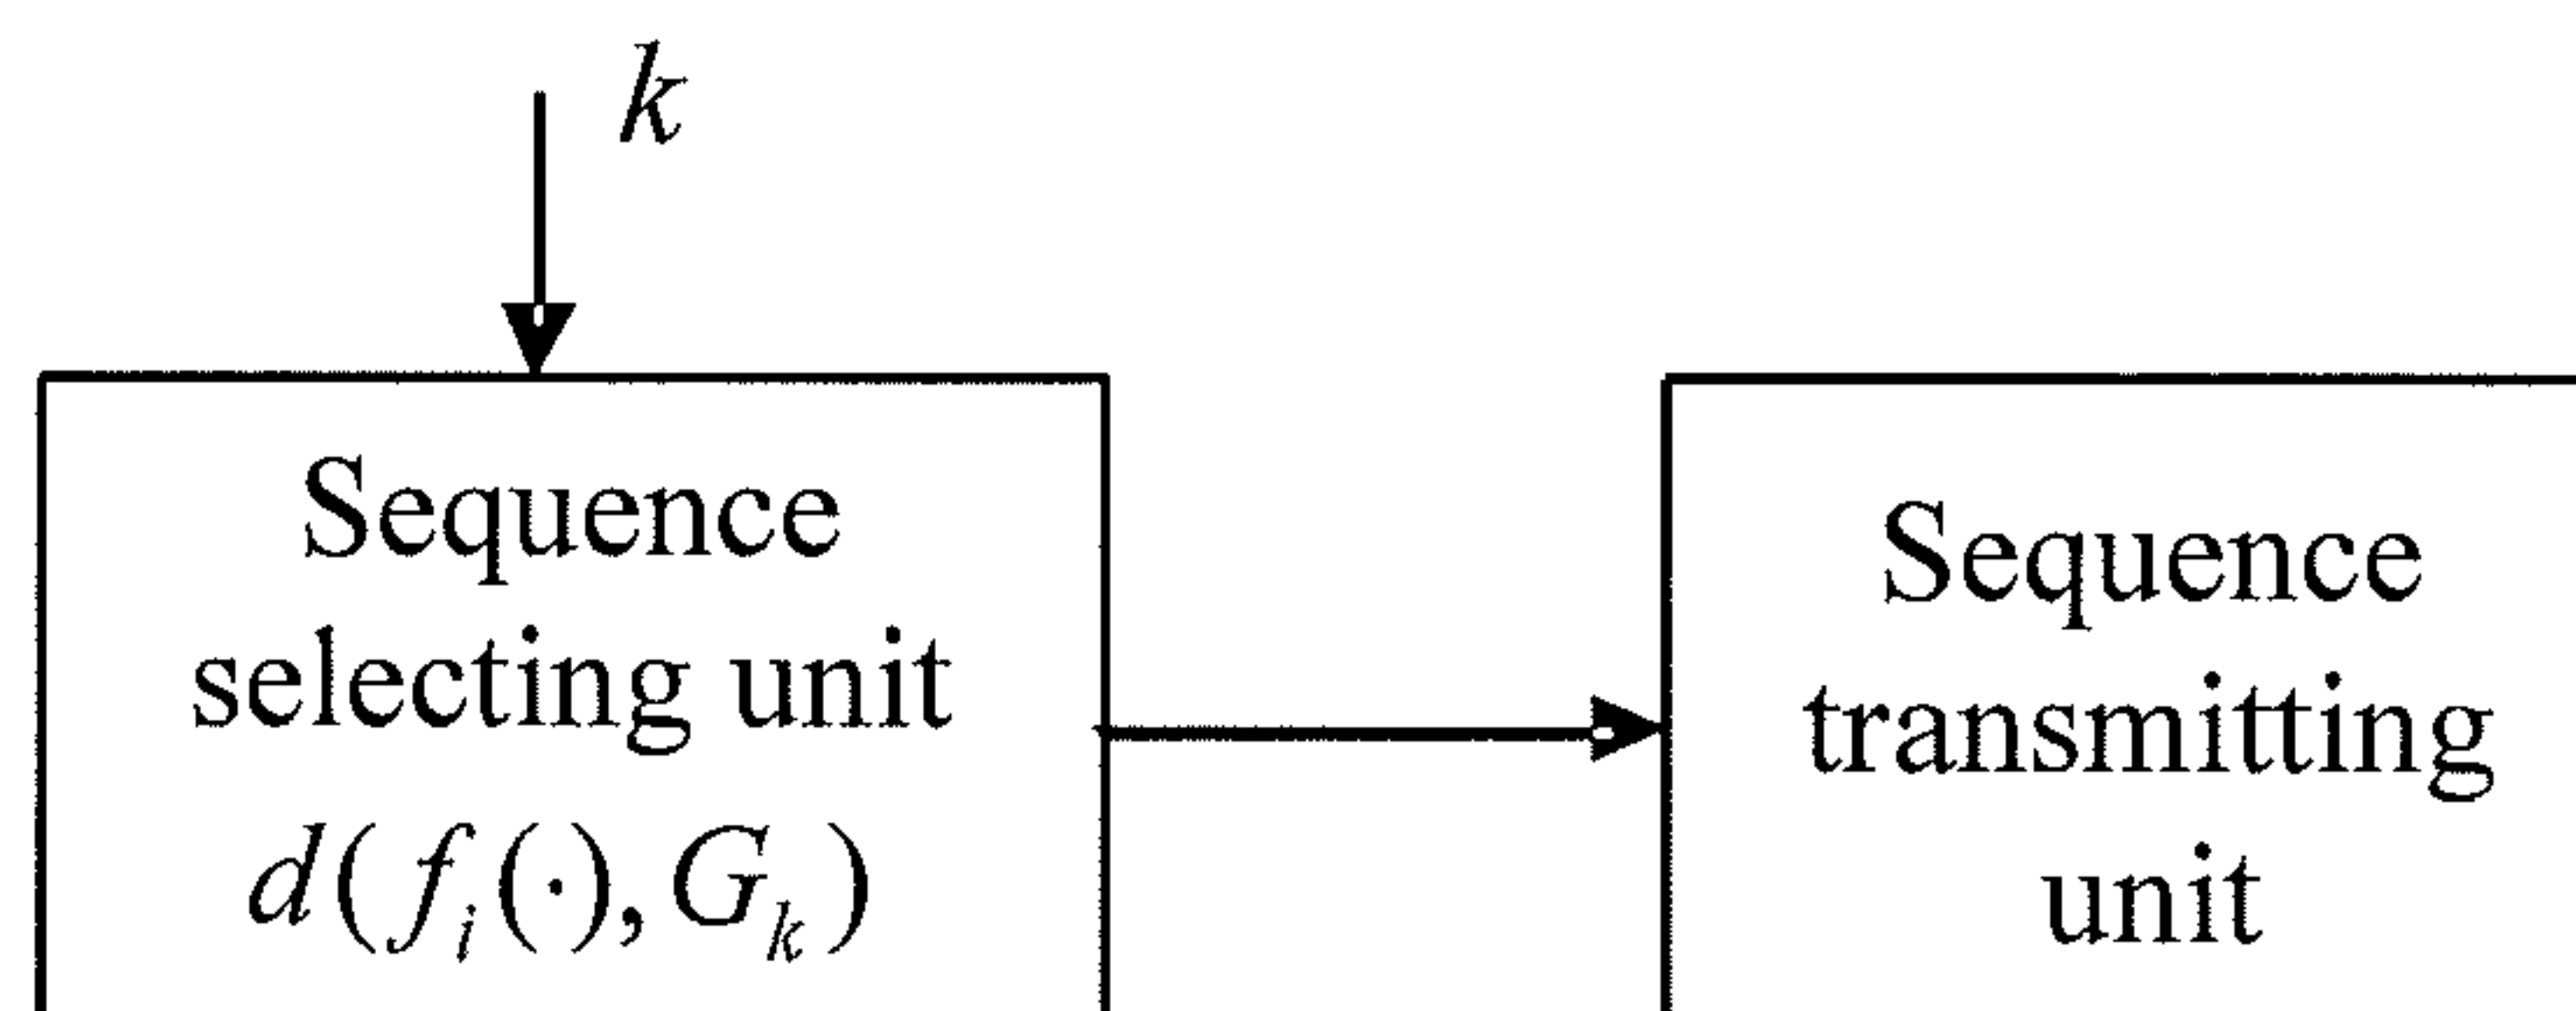 k
Sequence
selecting unit
d(f_i(·), G_k)
Sequence
transmitting
unit